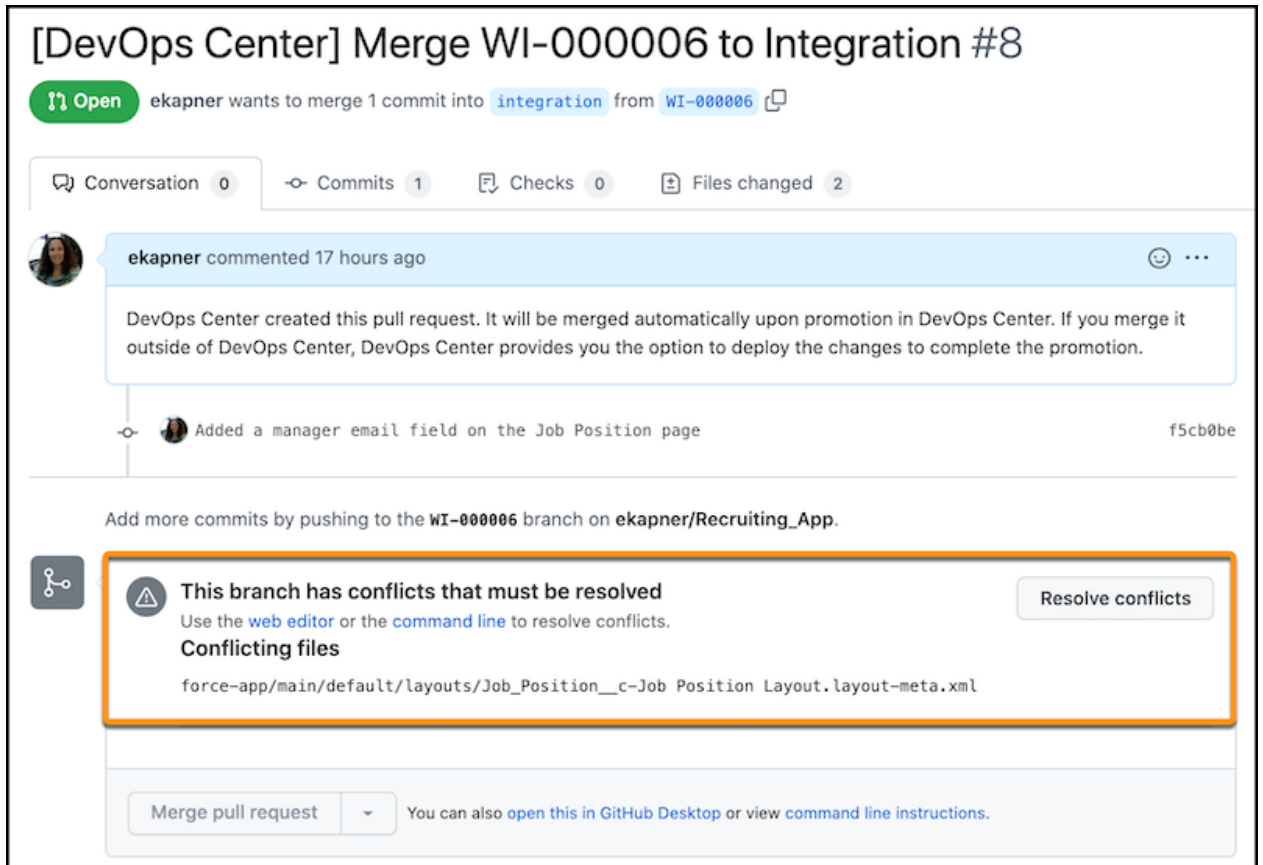 [DevOps Center] Merge WI-000006 to Integration #8
Open ekapner wants to merge 1 commit into integration from WI-000006
Conversation 0 Commits 1 Checks 0 Files changed 2
ekapner commented 17 hours ago
DevOps Center created this pull request. It will be merged automatically upon promotion in DevOps Center. If you merge it
outside of DevOps Center, DevOps Center provides you the option to deploy the changes to complete the promotion.
Added a manager email field on the Job Position page f5cb0be
Add more commits by pushing to the WI-000006 branch on ekapner/Recruiting_App.
This branch has conflicts that must be resolved
Resolve conflicts
Use the web editor or the command line to resolve conflicts.
Conflicting files
force-app/main/default/layouts/Job_Position__c-Job Position Layout.layout-meta.xml
Merge pull request You can also open this in GitHub Desktop or view command line instructions.